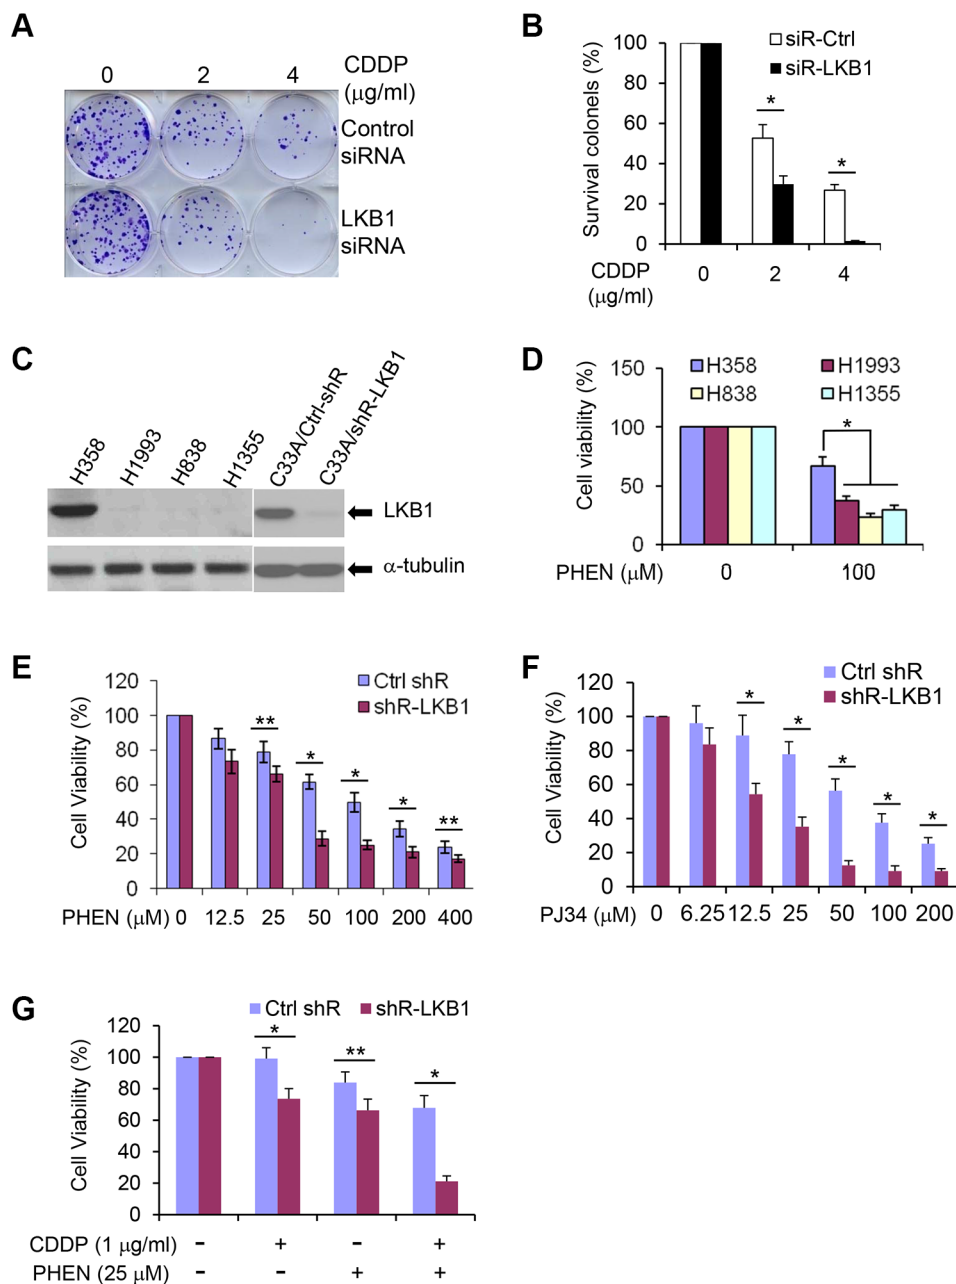 A
0 2 4 CDDP
(μg/ml)
Control
siRNA
LKB1
siRNA
B
Survival colonels (%)
100
80
60
40
20
0
siR-Ctrl
siR-LKB1
*
*
CDDP
(μg/ml)
0 2 4
C
H358
H1993
H838
H1355
C33A/Ctrl-shR
C33A/shR-LKB1
LKB1
α-tubulin
D
Cell viability (%)
150
100
50
0
H358 H1993
H838 H1355
*
PHEN (μM) 0 100
E
Cell Viability (%)
120
100
80
60
40
20
0
Ctrl shR
shR-LKB1
**
*
*
*
**
PHEN (μM) 0 12.5 25 50 100 200 400
F
Cell Viability (%)
120
100
80
60
40
20
0
Ctrl shR
shR-LKB1
*
*
*
*
*
PJ34 (μM) 0 6.25 12.5 25 50 100 200
G
Cell Viability (%)
120
100
80
60
40
20
0
Ctrl shR shR-LKB1
*
**
*
CDDP (1 μg/ml) - + - +
PHEN (25 μM) - - + +